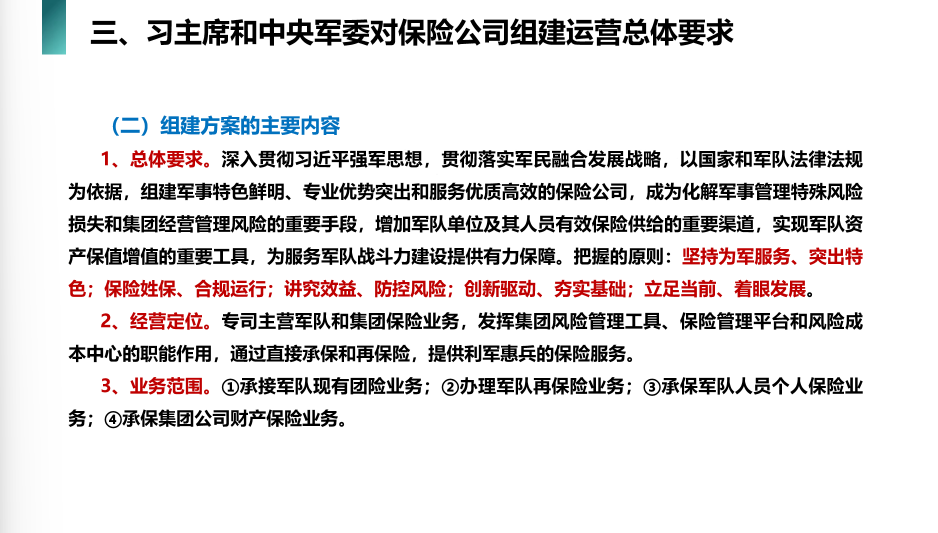 三、习主席和中央军委对保险公司组建运营总体要求
（二）组建方案的主要内容
1、总体要求。深入贯彻习近平强军思想，贯彻落实军民融合发展战略，以国家和军队法律法规
为依据，组建军事特色鲜明、专业优势突出和服务优质高效的保险公司，成为化解军事管理特殊风险
损失和集团经营管理风险的重要手段，增加军队单位及其人员有效保险供给的重要渠道，实现军队资
产保值增值的重要工具，为服务军队战斗力建设提供有力保障。把握的原则：坚持为军服务、突出特
色；保险姓保、合规运行；讲究效益、防控风险；创新驱动、夯实基础；立足当前、着眼发展。
2、经营定位。专司主营军队和集团保险业务，发挥集团风险管理工具、保险管理平台和风险成
本中心的职能作用，通过直接承保和再保险，提供利军惠兵的保险服务。
3、业务范围。①承接军队现有团险业务；②办理军队再保险业务；③承保军队人员个人保险业
务；④承保集团公司财产保险业务。